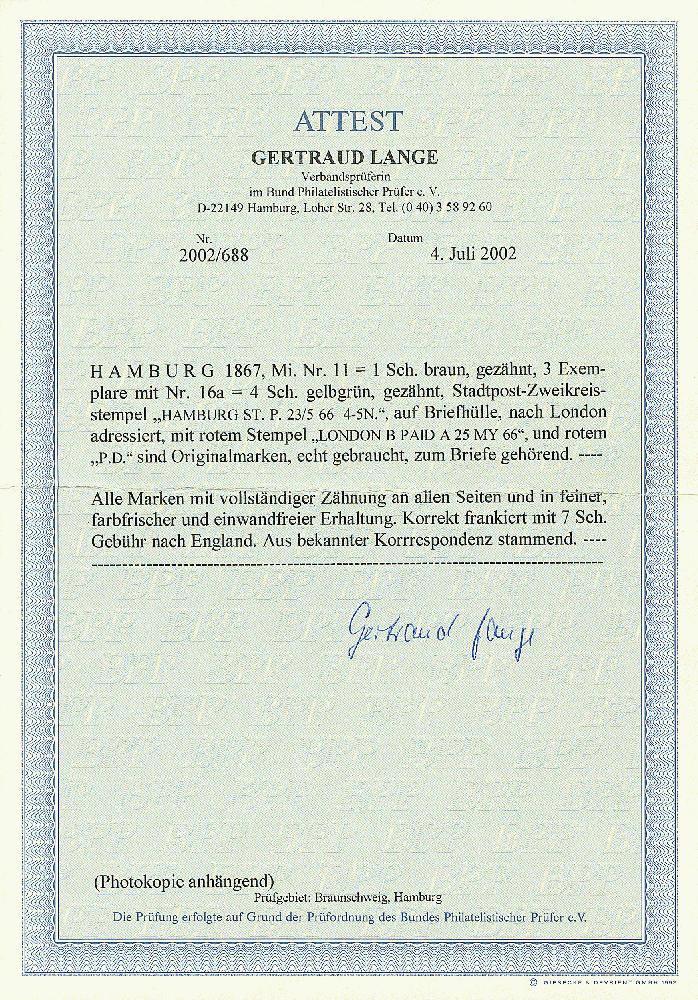 ATTEST
GERTRAUD LANGE
Verbandsprüferin
im Bund Philatelistischer Prüfer e. V.
D-22149 Hamburg, Loher Str. 28, Tel. (0 40) 3 58 92 60
Nr. Datum
2002/688 4. Juli 2002
H A M B U R G 1867, Mi. Nr. 11 = 1 Sch. braun, gezähnt, 3 Exem-
plare mit Nr. 16a = 4 Sch. gelbgrün, gezähnt, Stadtpost-Zweikreis-
stempel „HAMBURG ST. P. 23/5 66 4-5N.“, auf Briefhülle, nach London
adressiert, mit rotem Stempel „LONDON B PAID A 25 MY 66“, und rotem
„P.D.“ sind Originalmarken, echt gebraucht, zum Briefe gehörend. ----
Alle Marken mit vollständiger Zähnung an allen Seiten und in feiner,
farbfrischer und einwandfreier Erhaltung. Korrekt frankiert mit 7 Sch.
Gebühr nach England. Aus bekannter Korrrespondenz stammend. ----
Gertraud Lange
(Photokopie anhängend)
Prüfgebiet: Braunschweig, Hamburg
Die Prüfung erfolgte auf Grund der Prüfordnung des Bundes Philatelistischer Prüfer e.V.
© GIESECKE & DEVRIENT GMBH 1992